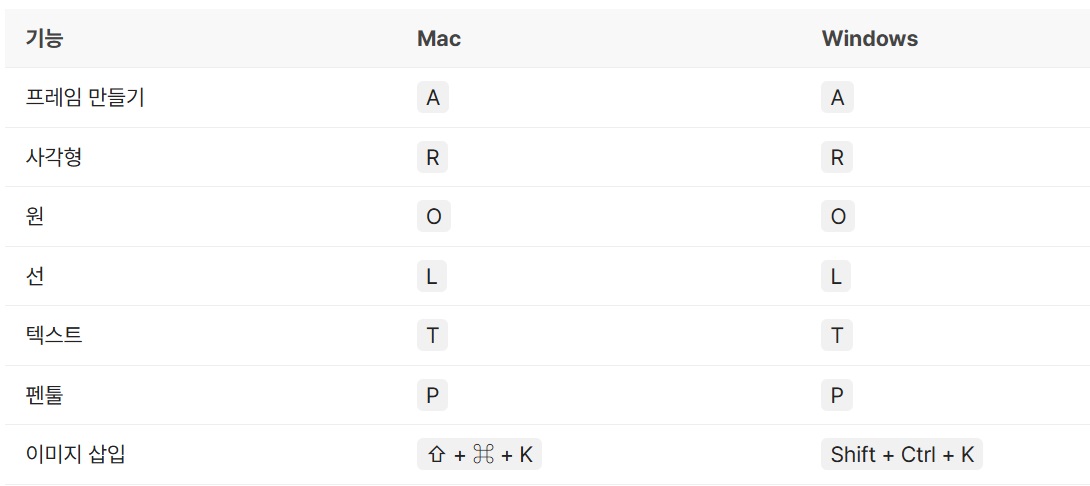 기능 Mac Windows
프레임 만들기 A A
사각형 R R
원 O O
선 L L
텍스트 T T
펜툴 P P
이미지 삽입 ⇧ + ⌘ + K Shift + Ctrl + K